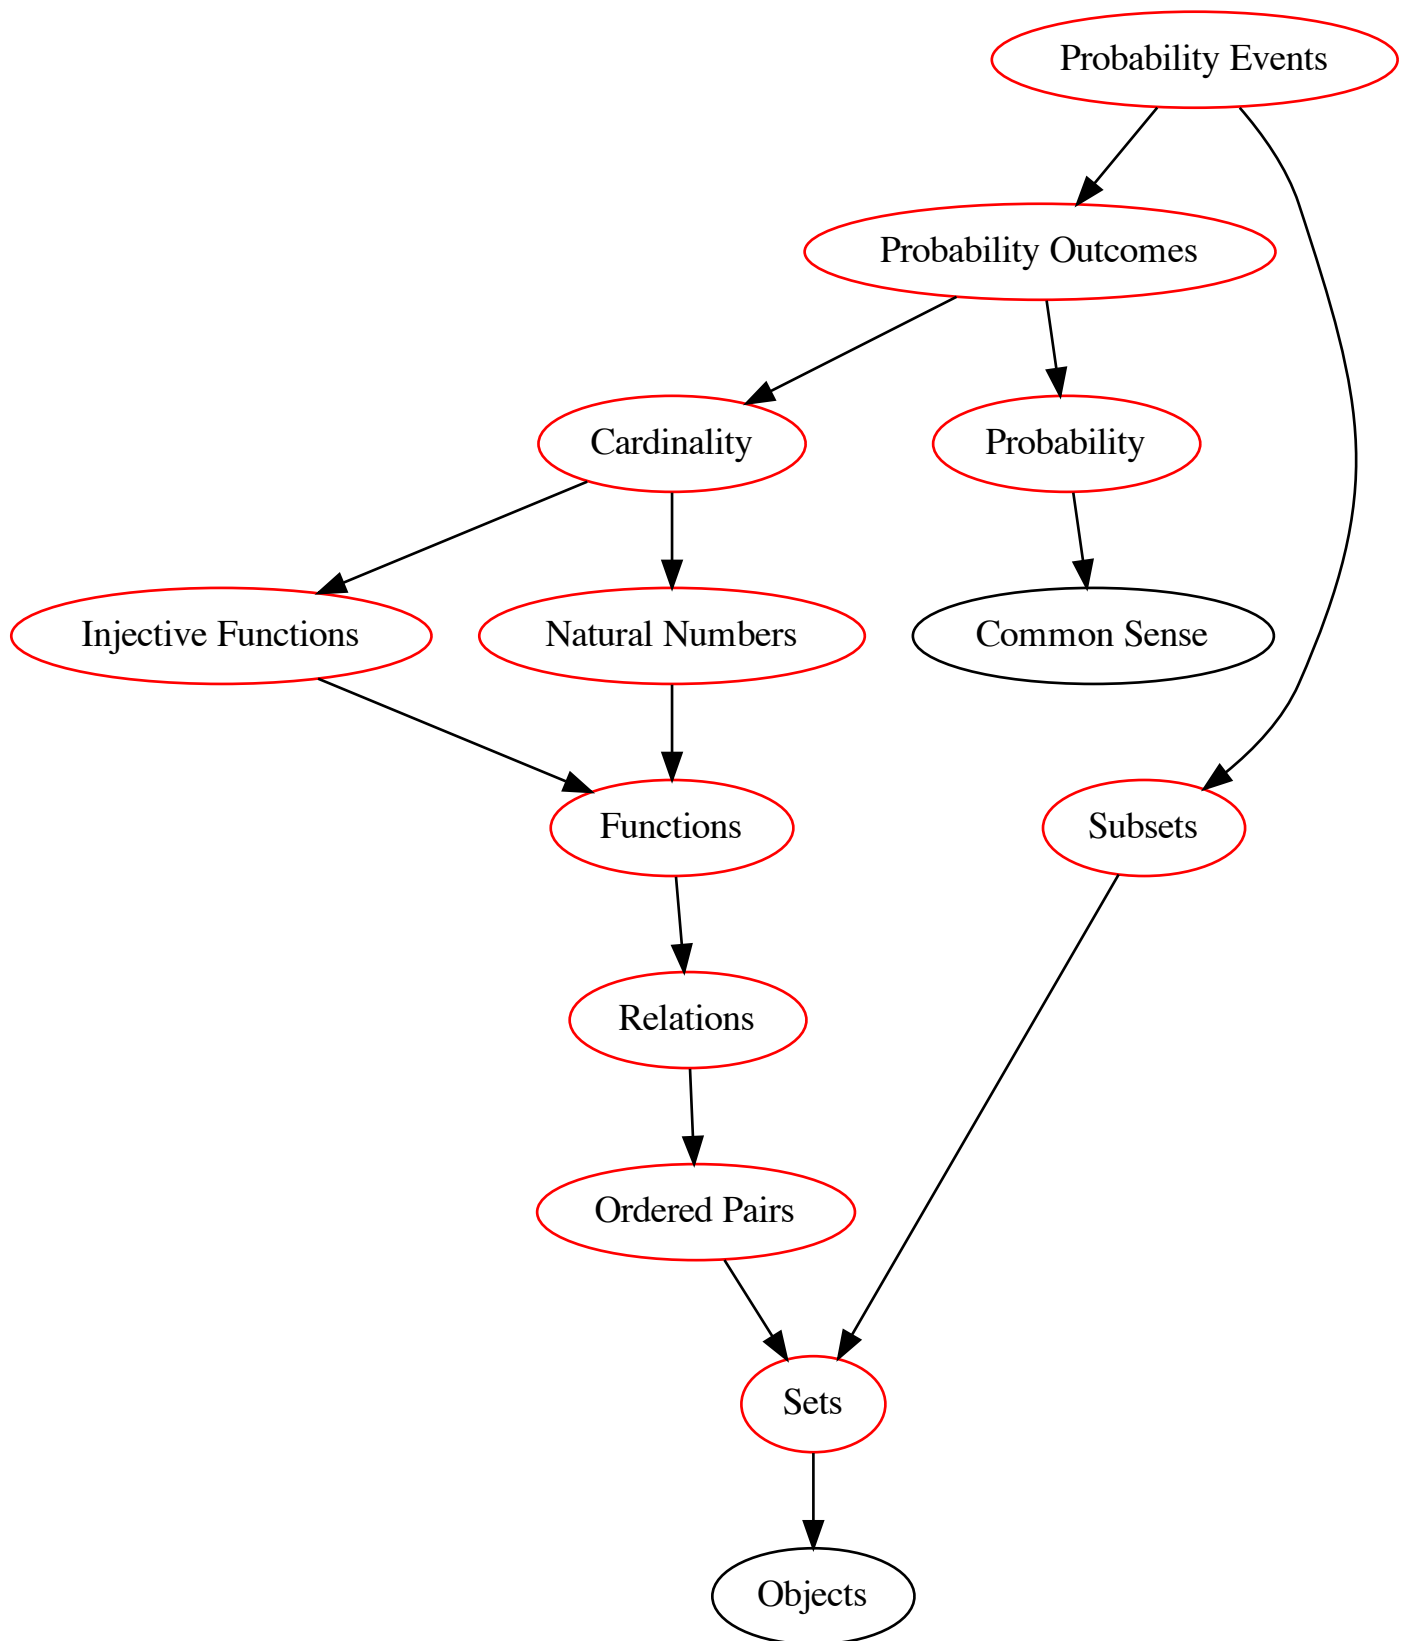 Probability Events
Probability Outcomes
Cardinality
Probability
Injective Functions
Natural Numbers
Common Sense
Functions
Subsets
Relations
Ordered Pairs
Sets
Objects